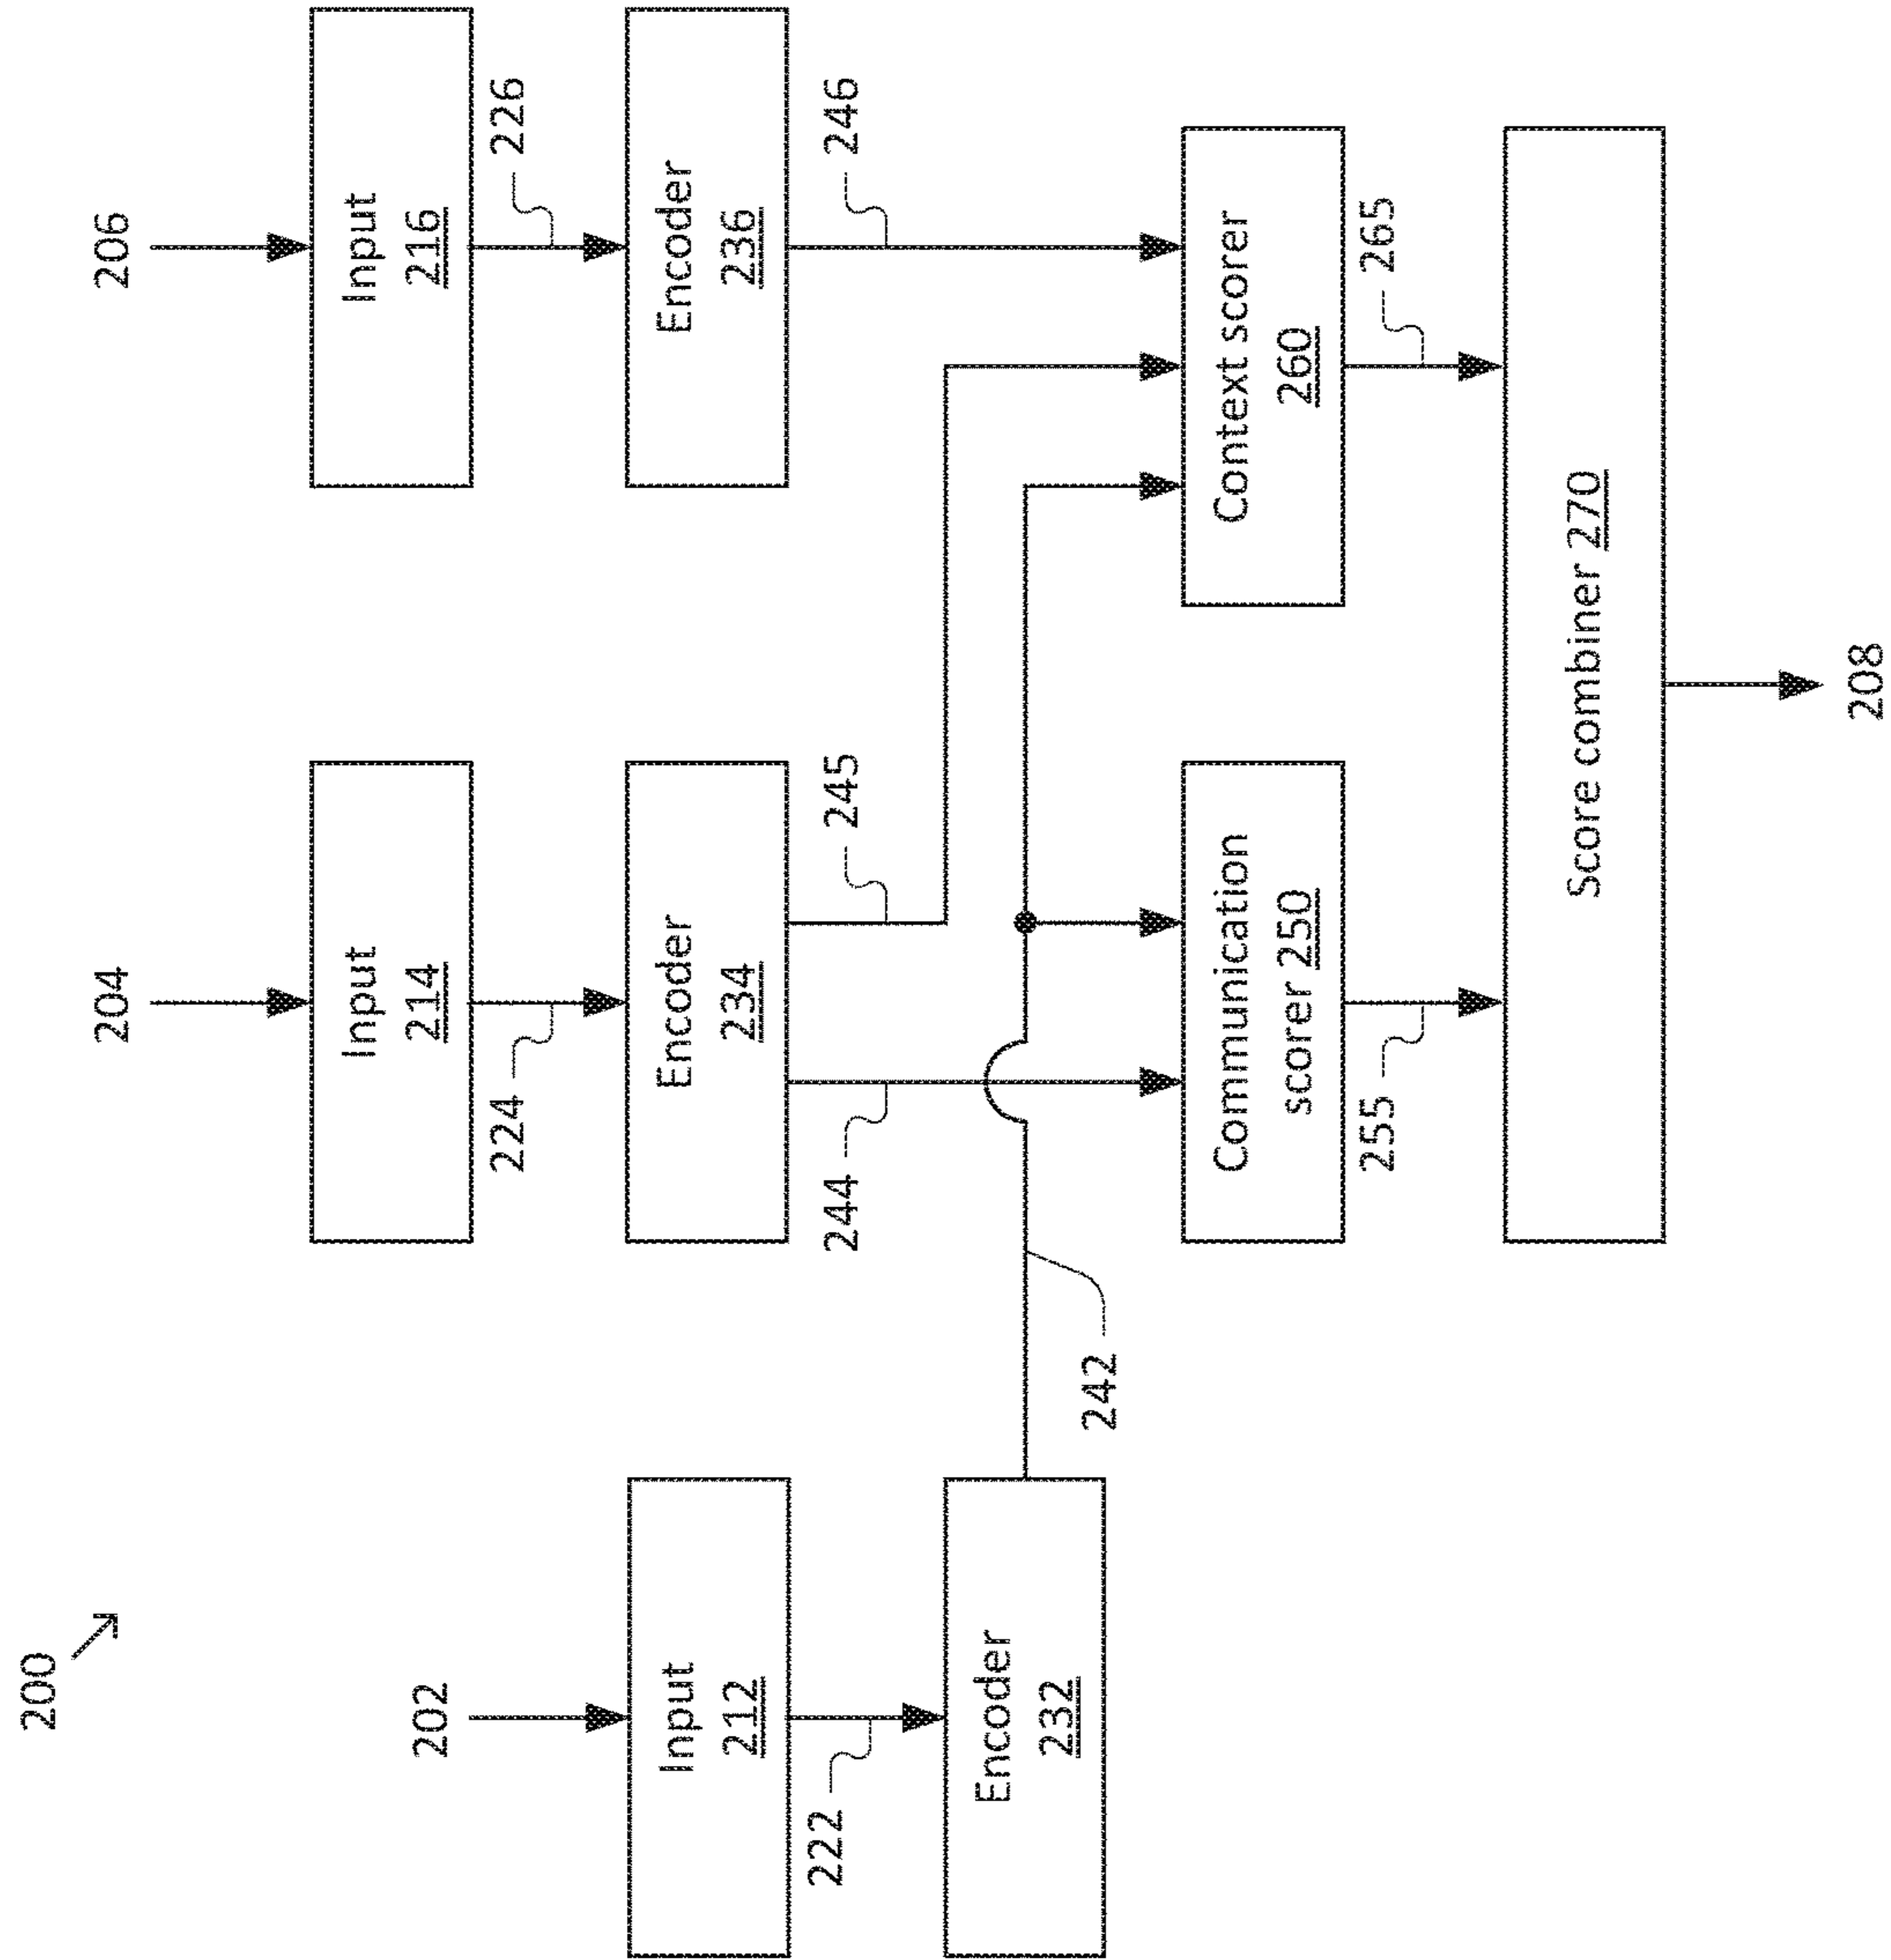 200
202
204
206
Input
212
Input
214
Input
216
222
224
226
Encoder
232
Encoder
234
Encoder
236
242
244
245
246
Communication
scorer 250
Context scorer
260
255
265
Score combiner 270
208